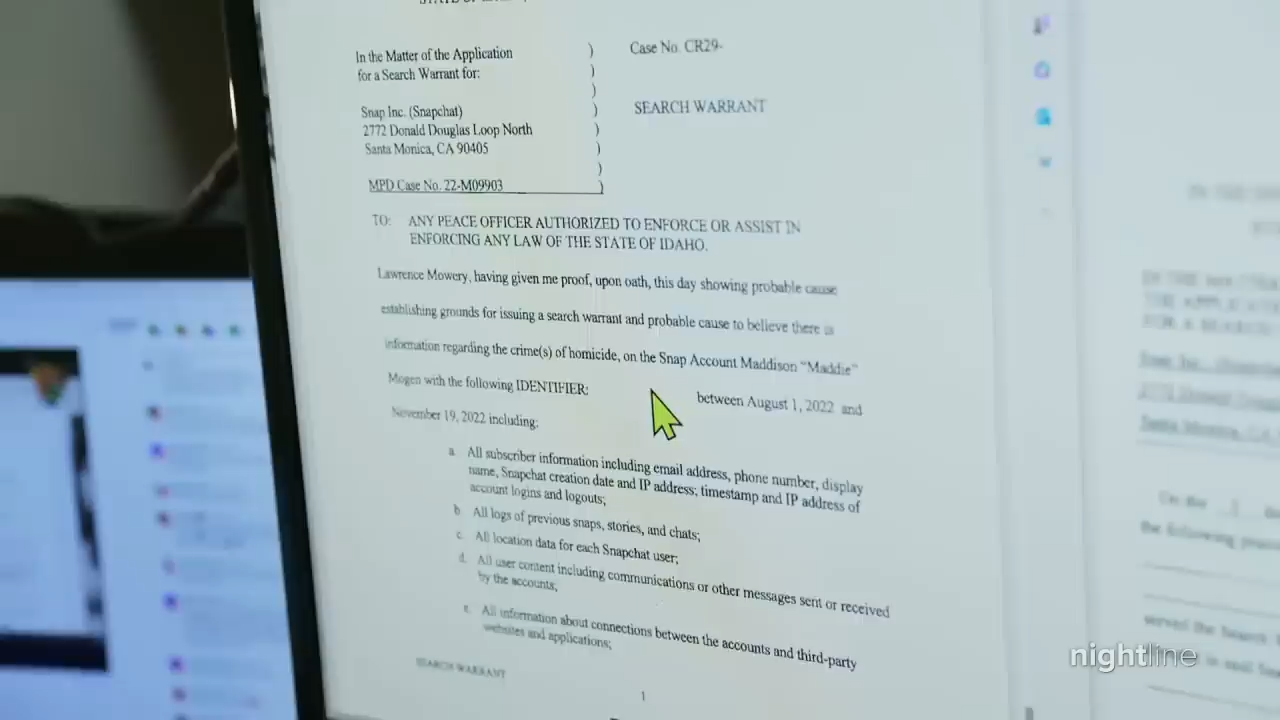 In the Matter of the Application ) Case No. CR29-
for a Search Warrant for: )
)
Snap Inc. (Snapchat) ) SEARCH WARRANT
2772 Donald Douglas Loop North )
Santa Monica, CA 90405 )
)
MPD Case No. 22-M09903 )
TO: ANY PEACE OFFICER AUTHORIZED TO ENFORCE OR ASSIST IN
ENFORCING ANY LAW OF THE STATE OF IDAHO.
Lawrence Mowery, having given me proof, upon oath, this day showing probable cause
establishing grounds for issuing a search warrant and probable cause to believe there is
information regarding the crime(s) of homicide, on the Snap Account Maddison "Maddie"
Mogen with the following IDENTIFIER: between August 1, 2022 and
November 19, 2022 including:
a. All subscriber information including email address, phone number, display
name, Snapchat creation date and IP address; timestamp and IP address of
account logins and logouts;
b. All logs of previous snaps, stories, and chats;
c. All location data for each Snapchat user;
d. All user content including communications or other messages sent or received
by the accounts;
e. All information about connections between the accounts and third-party
websites and applications;
SEARCH WARRANT
1
nightline